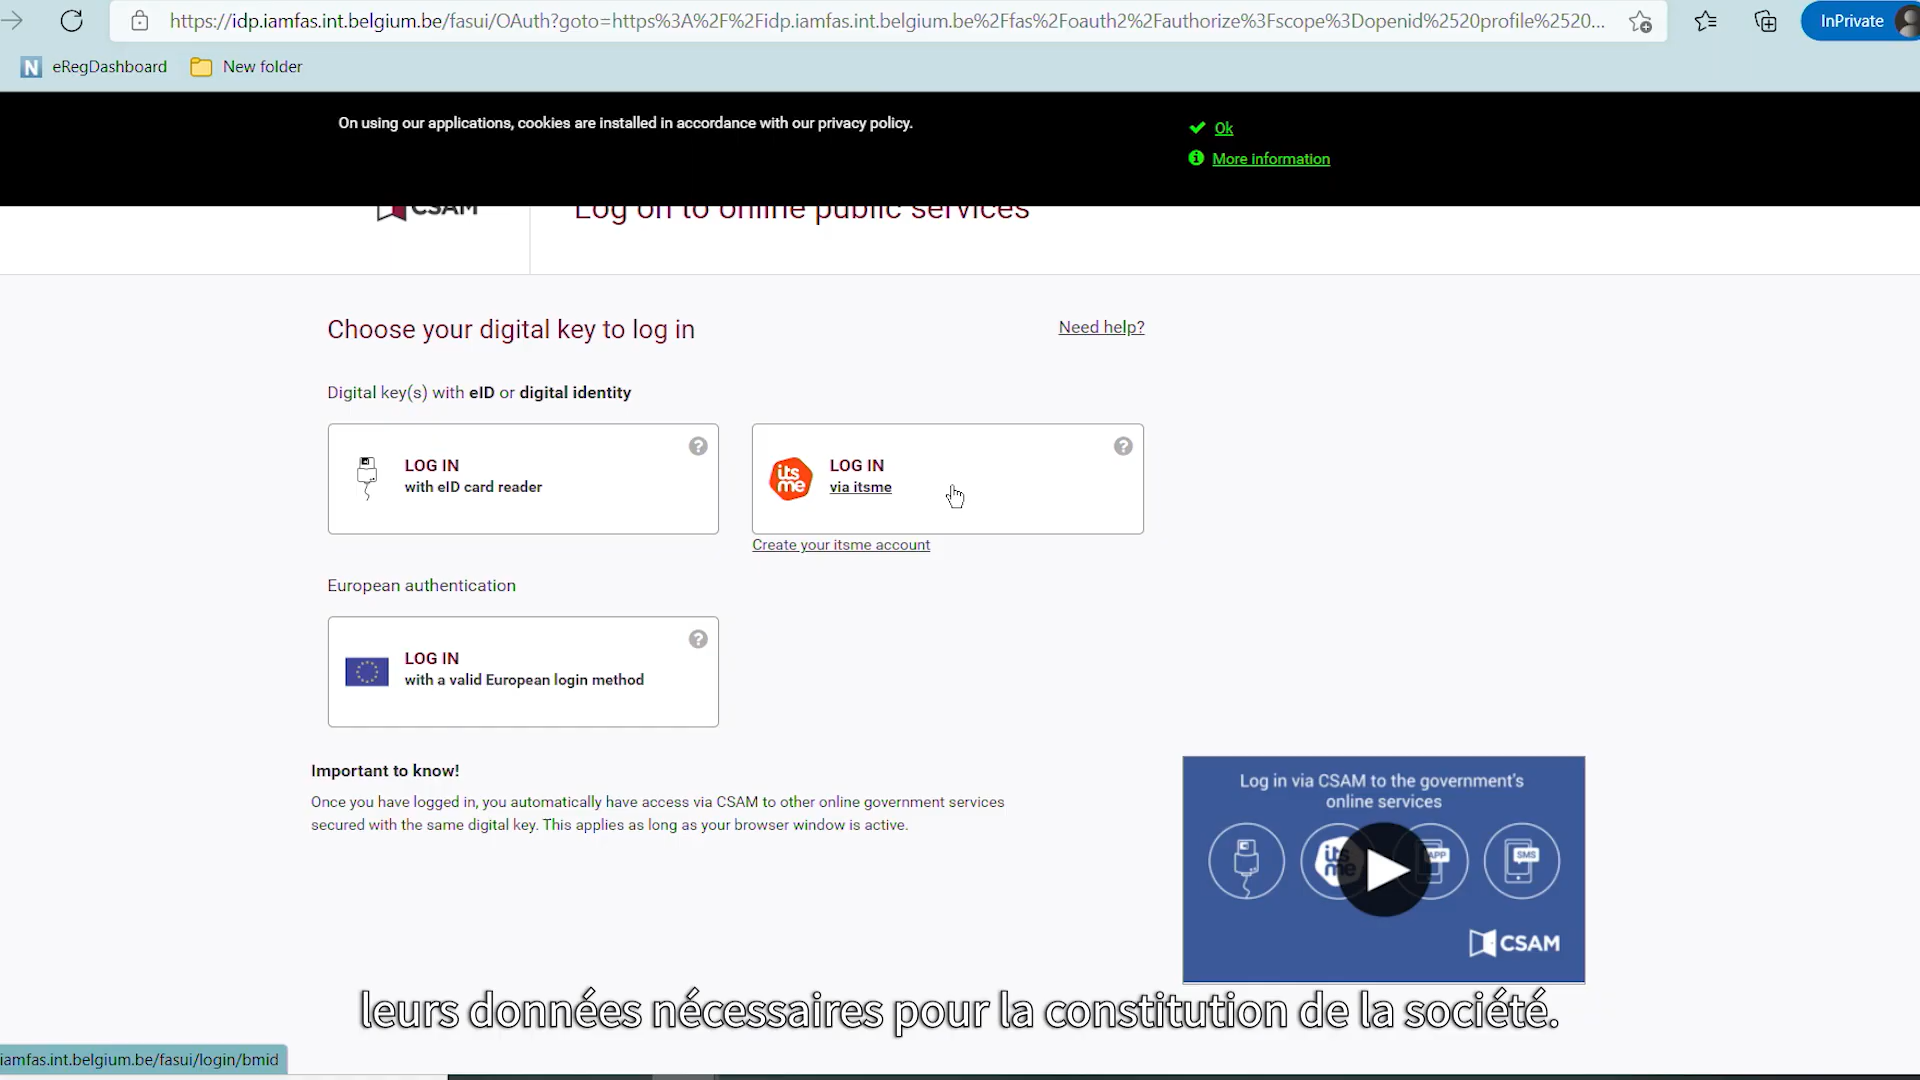 https://idp.iamfas.int.belgium.be/fasui/OAuth?goto=https%3A%2F%2Fidp.iamfas.int.belgium.be%2Ffas%2Foauth2%2Fauthorize%3Fscope%3Dopenid%2520profile%2520...
InPrivate
N eRegDashboard New folder
On using our applications, cookies are installed in accordance with our privacy policy.
Ok
More information
CSAM
Log on to online public services
Choose your digital key to log in
Need help?
Digital key(s) with eID or digital identity
LOG IN
with eID card reader
?
its me
LOG IN
via itsme
?
Create your itsme account
European authentication
LOG IN
with a valid European login method
?
Important to know!
Once you have logged in, you automatically have access via CSAM to other online government services
secured with the same digital key. This applies as long as your browser window is active.
Log in via CSAM to the government's
online services
its me
APP
SMS
CSAM
leurs données nécessaires pour la constitution de la société.
iamfas.int.belgium.be/fasui/login/bmid